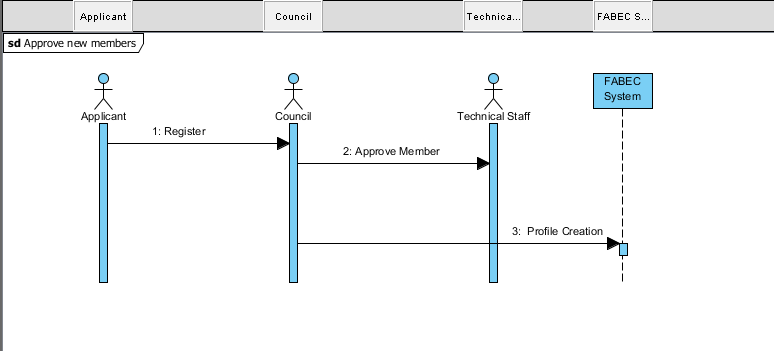 Applicant
Council
Technica...
FABEC S...
sd Approve new members
Applicant
Council
Technical Staff
FABEC
System
1: Register
2: Approve Member
3: Profile Creation